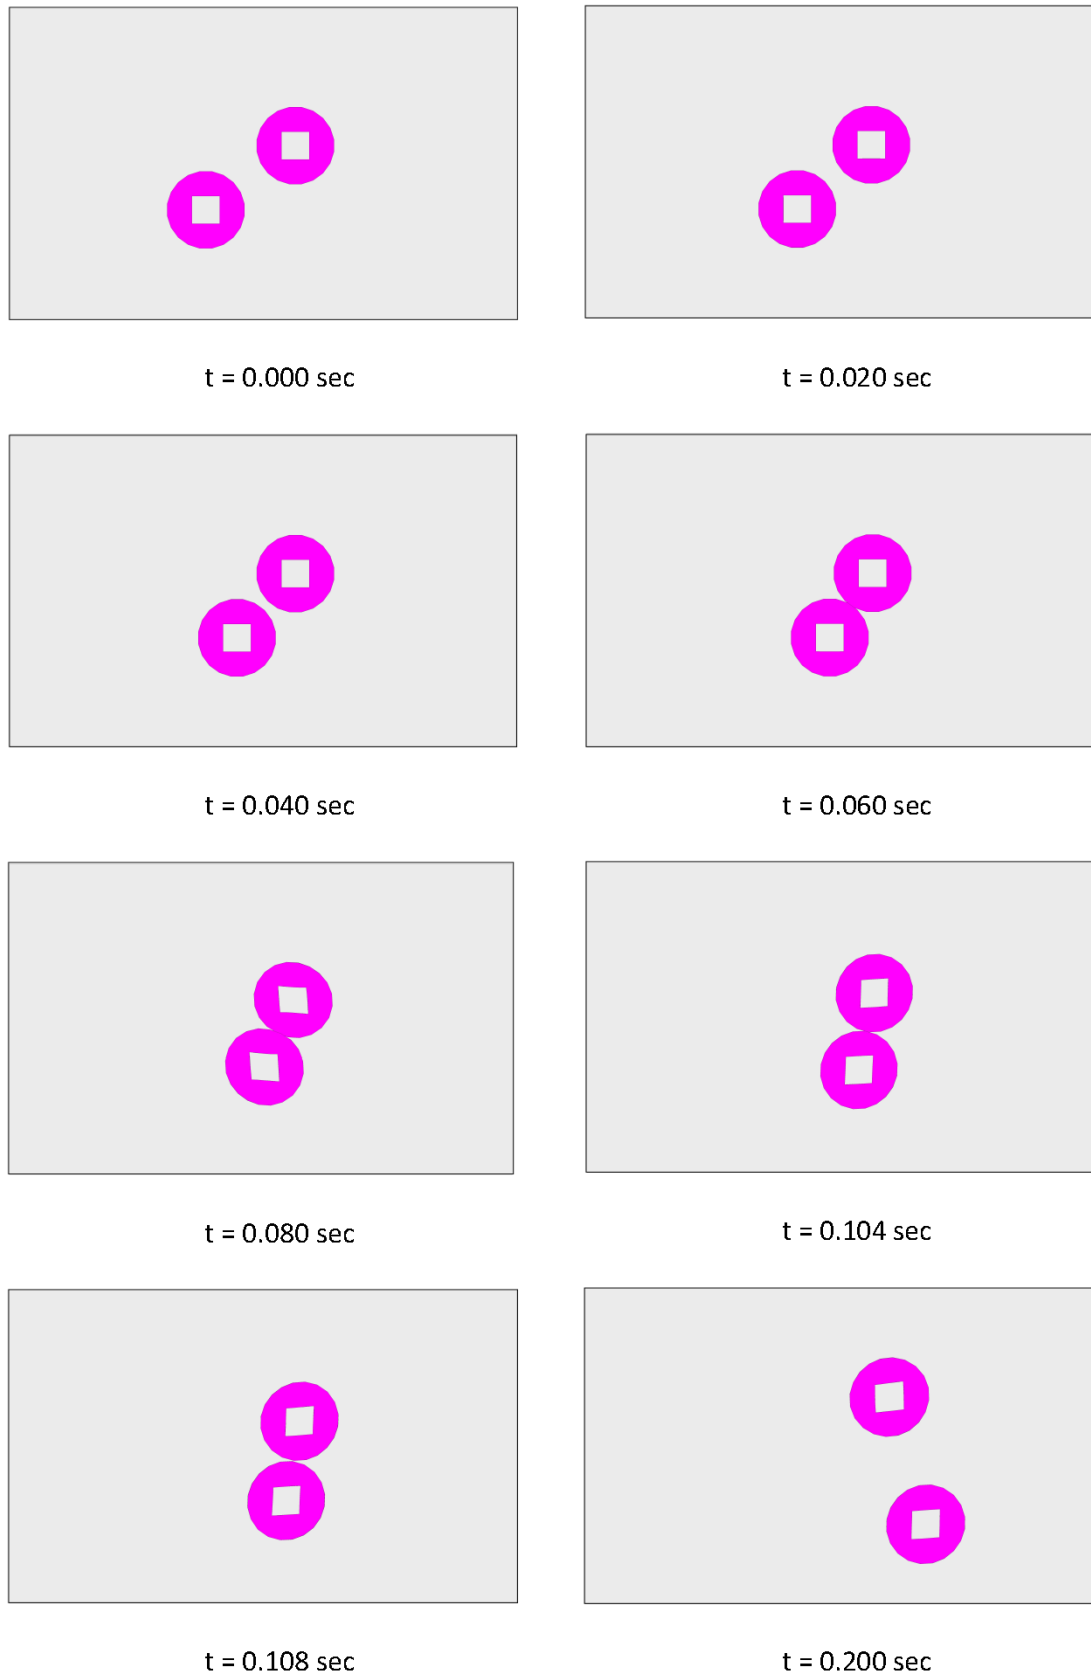 t = 0.000 sec
t = 0.020 sec
t = 0.040 sec
t = 0.060 sec
t = 0.080 sec
t = 0.104 sec
t = 0.108 sec
t = 0.200 sec